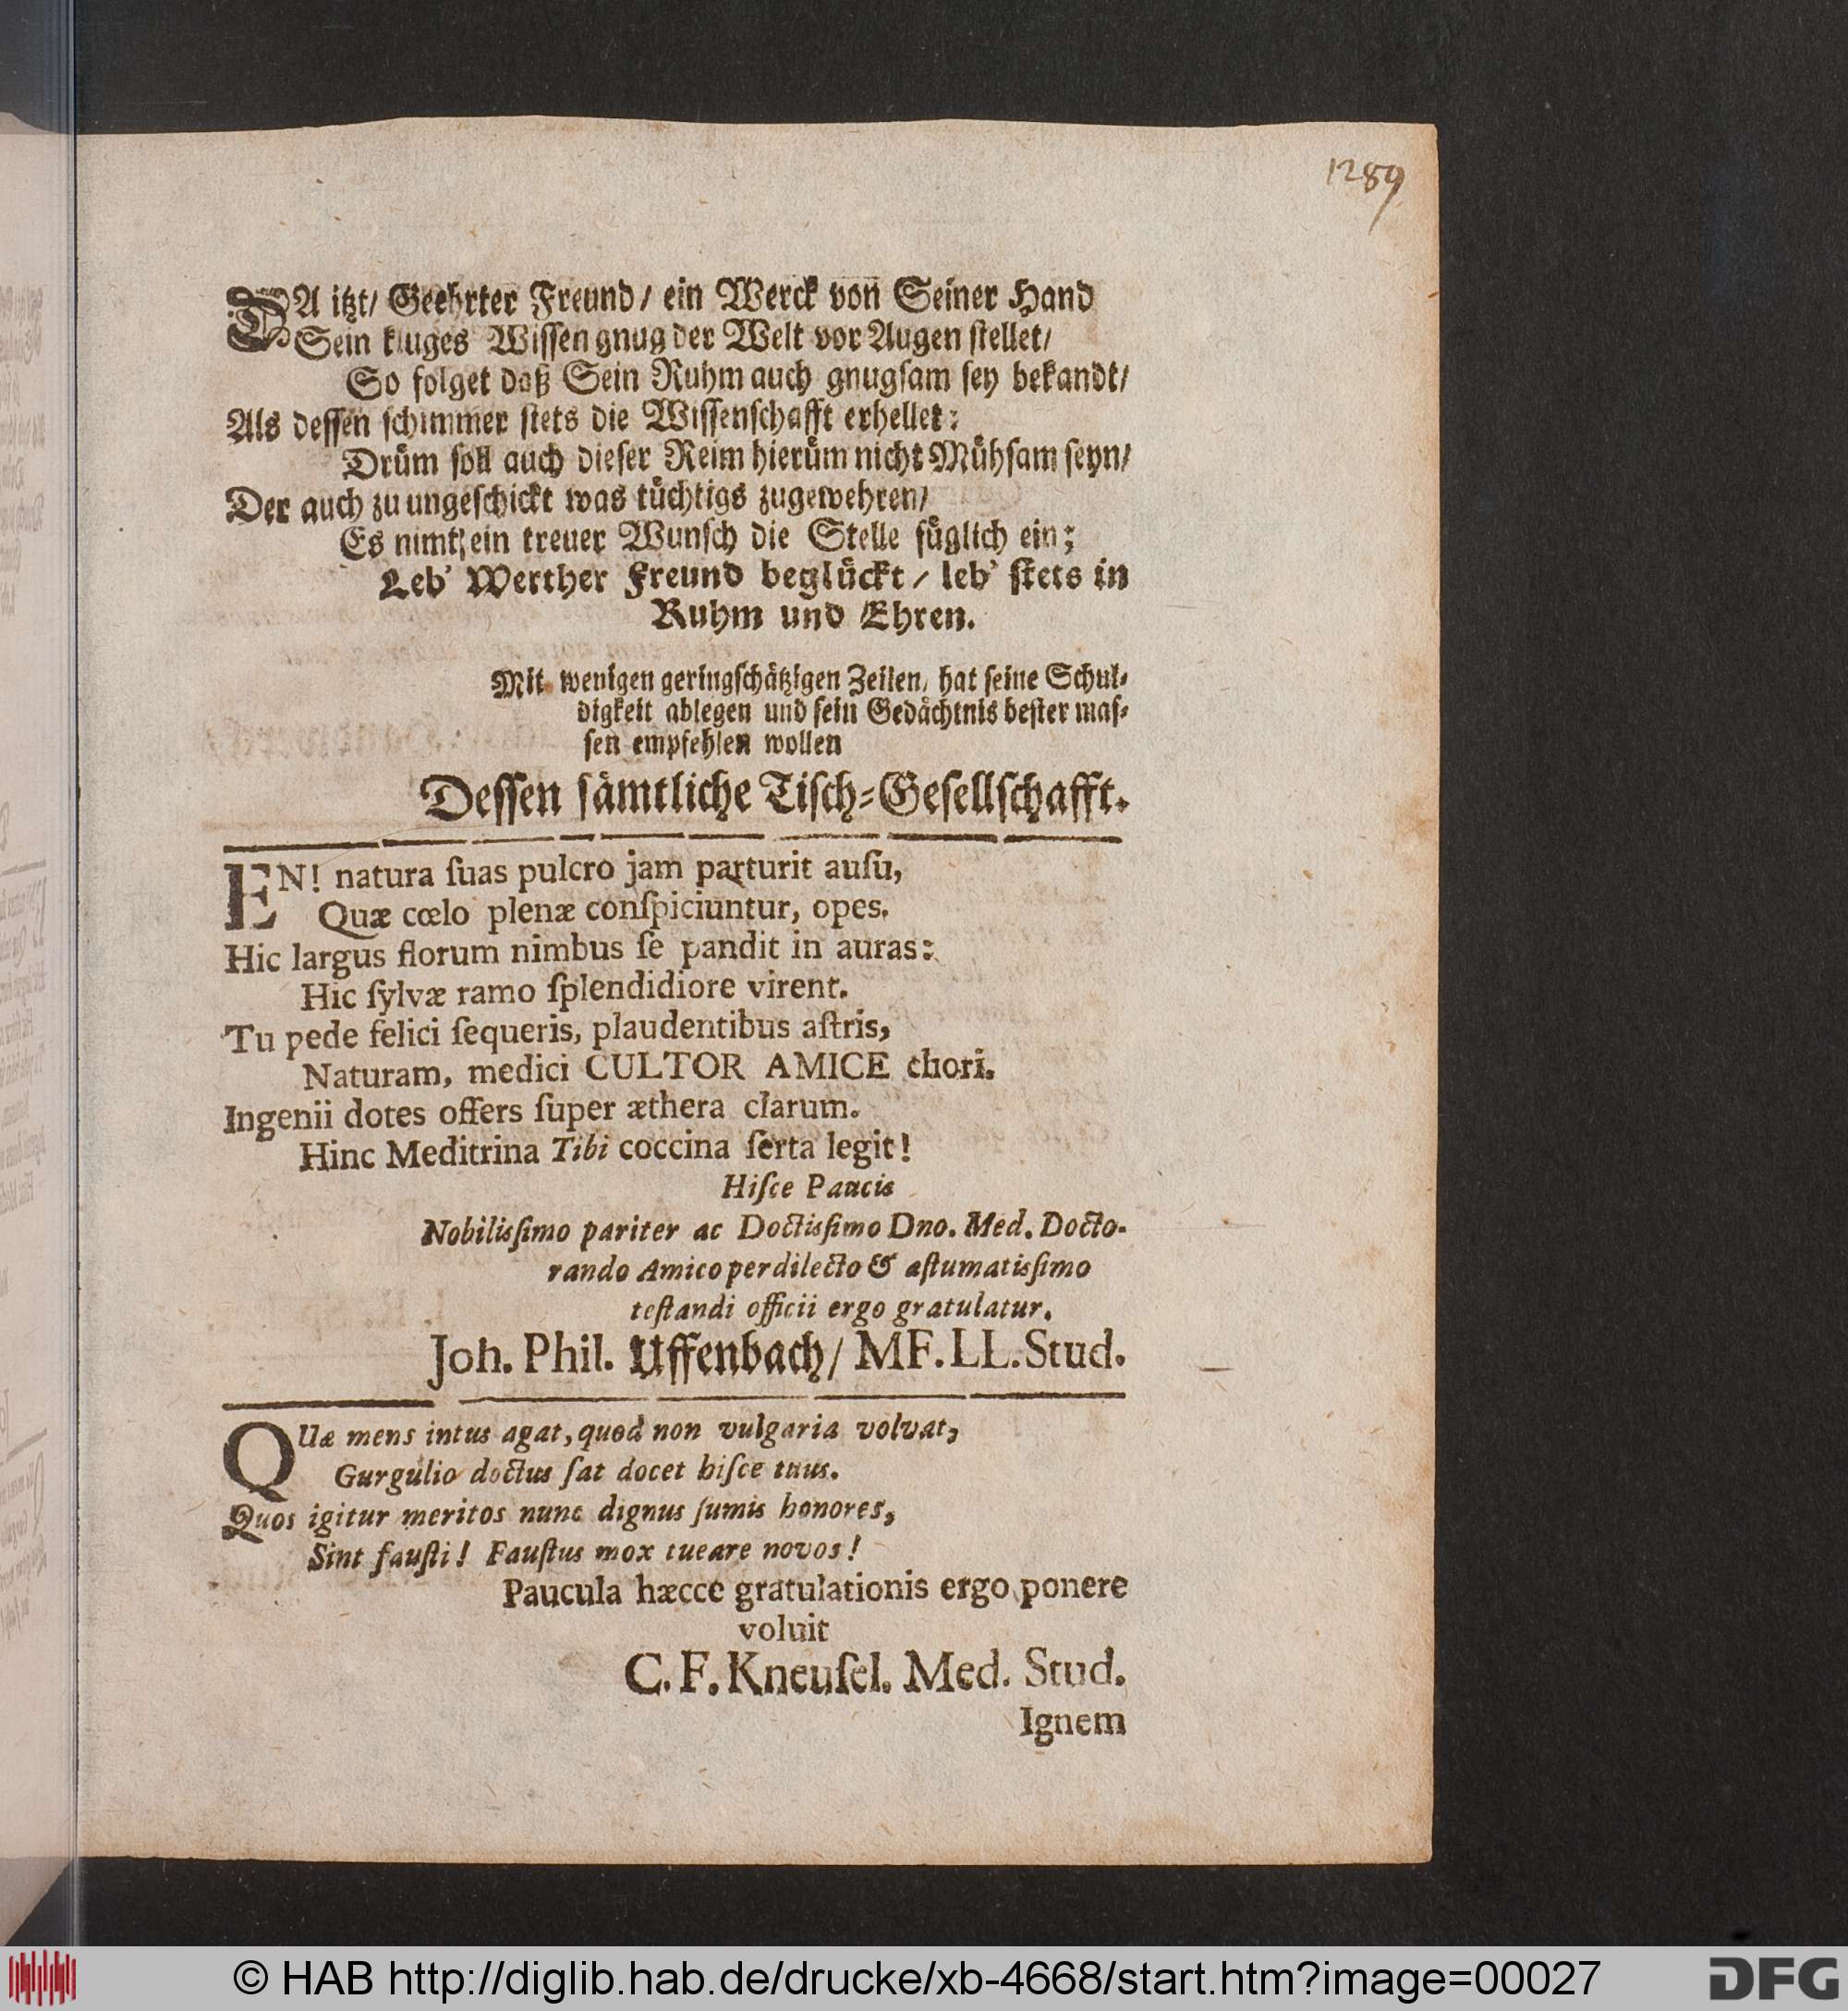 1289
DA itzt/ Geehrter Freund/ ein Werck von Seiner Hand
Sein kluges Wissen gnug der Welt vor Augen stellet/
So folget daß Sein Ruhm auch gnugsam sey bekandt/
Als dessen schimmer stets die Wissenschafft erhellet:
Drüm soll auch dieser Reim hierüm nicht Mühsam seyn/
Der auch zu ungeschickt was tüchtigs zugewehren/
Es nimt ein treuer Wunsch die Stelle füglich ein;
Leb' Werther Freund beglückt/ leb' stets in
Ruhm und Ehren.
Mit wenigen geringschätzigen Zeilen/ hat seine Schul-
digkeit ablegen und sein Gedächtnis bester mas-
sen empfehlen wollen
Dessen sämtliche Tisch-Gesellschafft.
EN! natura ſuas pulcro jam parturit auſu,
Quæ cœlo plenæ conſpiciuntur, opes.
Hic largus florum nimbus ſe pandit in auras:
Hic ſylvæ ramo ſplendidiore virent.
Tu pede felici ſequeris, plaudentibus aſtris,
Naturam, medici CULTOR AMICE chori.
Ingenii dotes offers ſuper æthera clarum.
Hinc Meditrina Tibi coccina ſerta legit!
Hiſce Paucis
Nobilisſimo pariter ac Doctisſimo Dno. Med. Docto-
rando Amico perdilecto & æſtumatisſimo
teſtandi officii ergo gratulatur.
Joh. Phil. Uffenbach/ MF. LL. Stud.
QUæ mens intus agat, quod non vulgaria volvat,
Gurgulio doctus ſat docet hiſce tuus.
Quos igitur meritos nunc dignus ſumis honores,
Sint fauſti! Fauſtus mox tueare novos!
Paucula hæcce gratulationis ergo ponere
voluit
C. F. Kneuſel. Med. Stud.
Ignem
© HAB http://diglib.hab.de/drucke/xb-4668/start.htm?image=00027
DFG